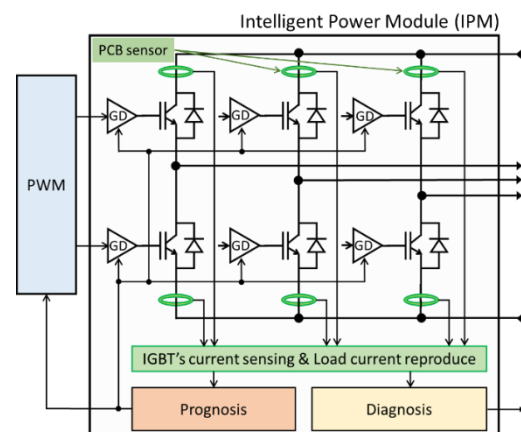 Intelligent Power Module (IPM)
PCB sensor
PWM
GD
GD
GD
GD
GD
GD
IGBT's current sensing & Load current reproduce
Prognosis
Diagnosis